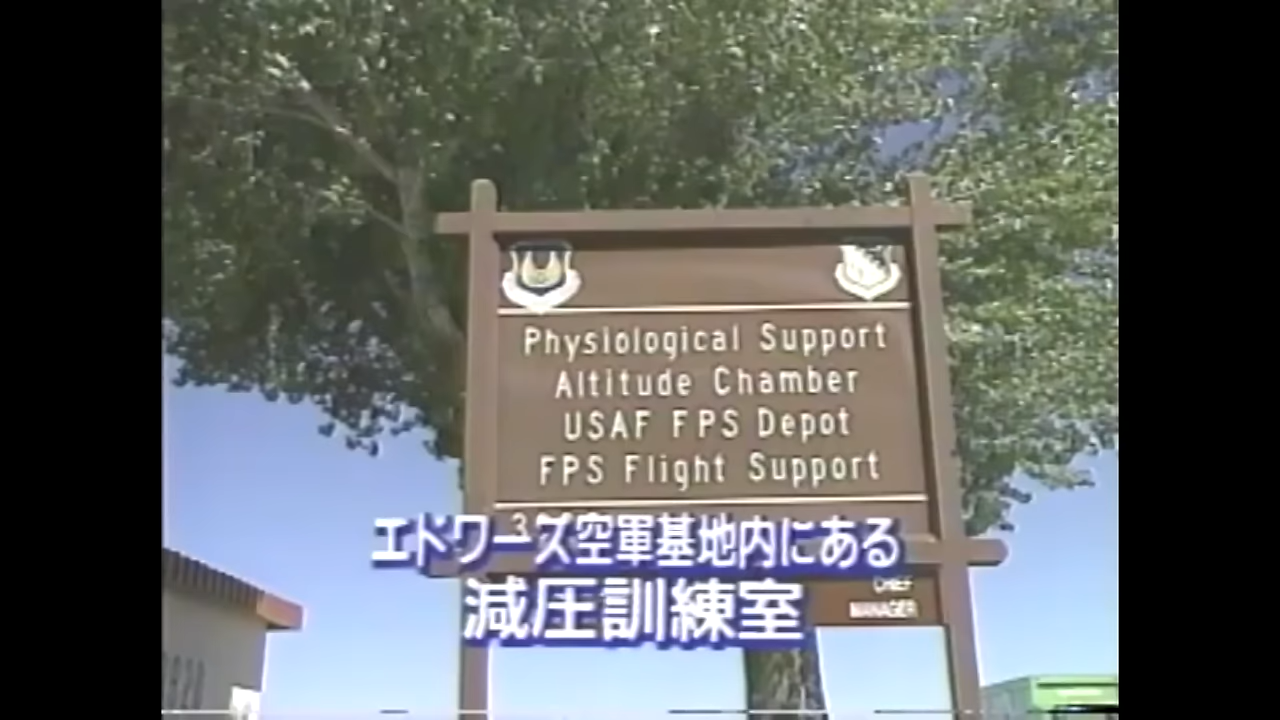 Physiological Support
Altitude Chamber
USAF FPS Depot
FPS Flight Support
エドワーズ空軍基地内にある
減圧訓練室
CHIEF
MANAGER